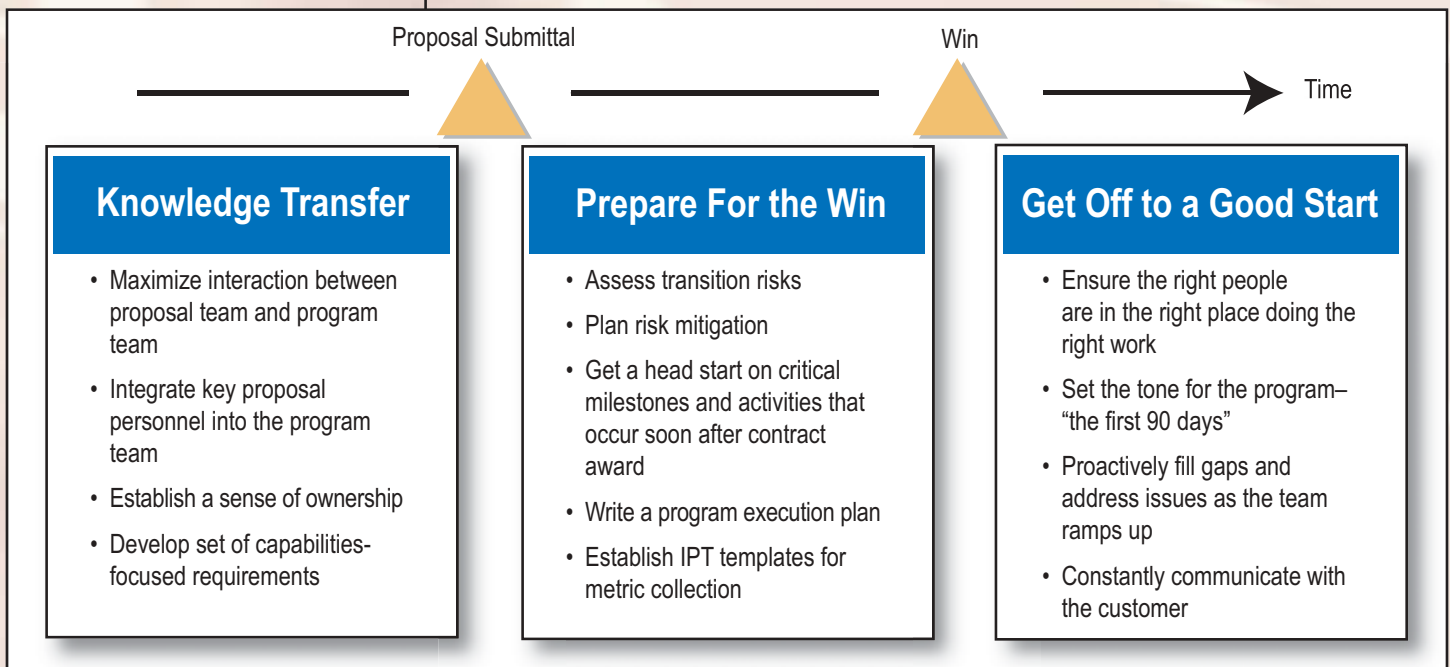 Proposal Submittal
Win
Time
Knowledge Transfer
• Maximize interaction between
proposal team and program
team
• Integrate key proposal
personnel into the program
team
• Establish a sense of ownership
• Develop set of capabilities-
focused requirements
Prepare For the Win
• Assess transition risks
• Plan risk mitigation
• Get a head start on critical
milestones and activities that
occur soon after contract
award
• Write a program execution plan
• Establish IPT templates for
metric collection
Get Off to a Good Start
• Ensure the right people
are in the right place doing the
right work
• Set the tone for the program–
“the first 90 days”
• Proactively fill gaps and
address issues as the team
ramps up
• Constantly communicate with
the customer